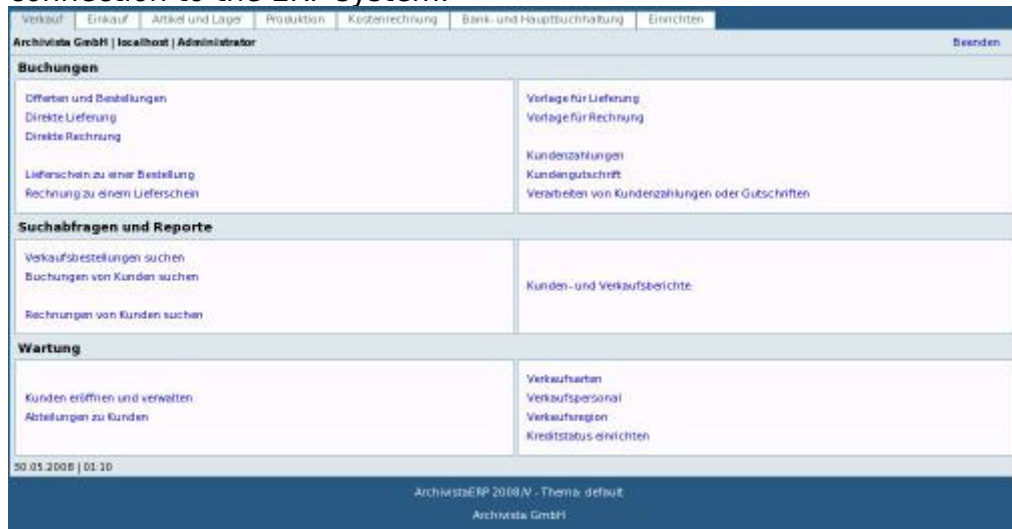 connection to the ERP system.
Verkauf Einkauf Artikel und Lager Produktion Kostenrechnung Bank- und Hauptbuchhaltung Einrichten
Archivista GmbH | localhost | Administrator Beenden
Buchungen
Offerten und Bestellungen
Direkte Lieferung
Direkte Rechnung
Lieferschein zu einer Bestellung
Rechnung zu einem Lieferschein
Vorlage für Lieferung
Vorlage für Rechnung
Kundenzahlungen
Kundengutschrift
Verarbeiten von Kundenzahlungen oder Gutschriften
Suchabfragen und Reporte
Verkaufsbestellungen suchen
Buchungen von Kunden suchen
Rechnungen von Kunden suchen
Kunden- und Verkaufsberichte
Wartung
Kunden eröffnen und verwalten
Abteilungen zu Kunden
Verkaufsarten
Verkaufspersonal
Verkaufsregion
Kreditstatus einrichten
30.05.2008 | 01:10
ArchivistaERP 2008/V - Thema: default
Archivista GmbH